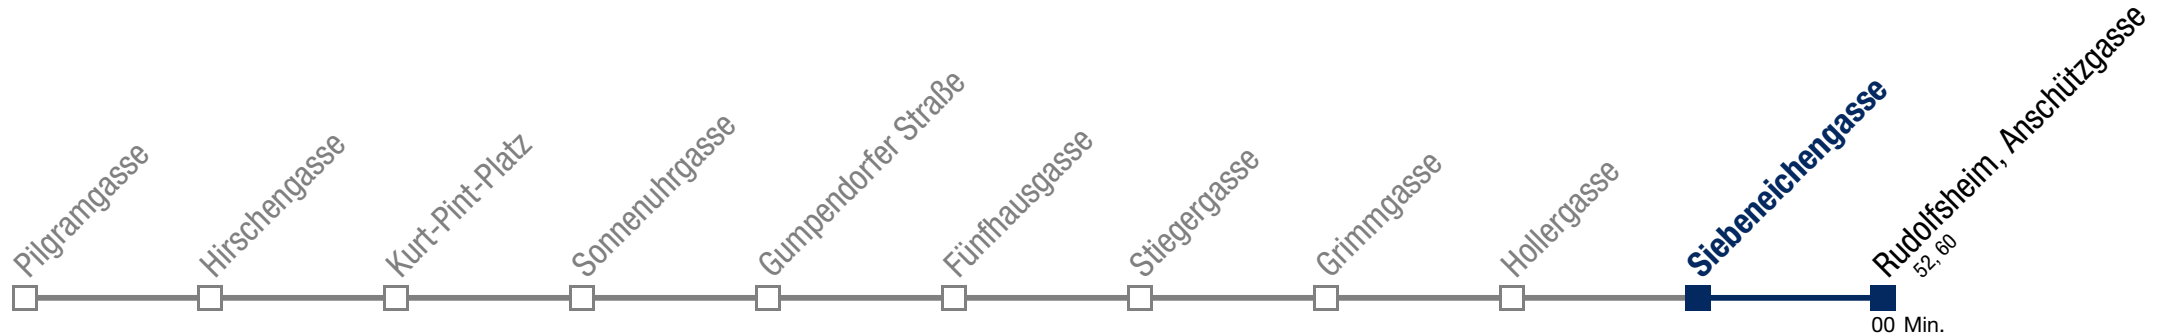 Pilgramgasse
Hirschengasse
Kurt-Pint-Platz
Sonnenuhrgasse
Gumpendorfer Straße
Fünfhausgasse
Stiegergasse
Grimmgasse
Hollergasse
Siebeneichengasse
Rudolfsheim, Anschützgasse
52, 60
00 Min.